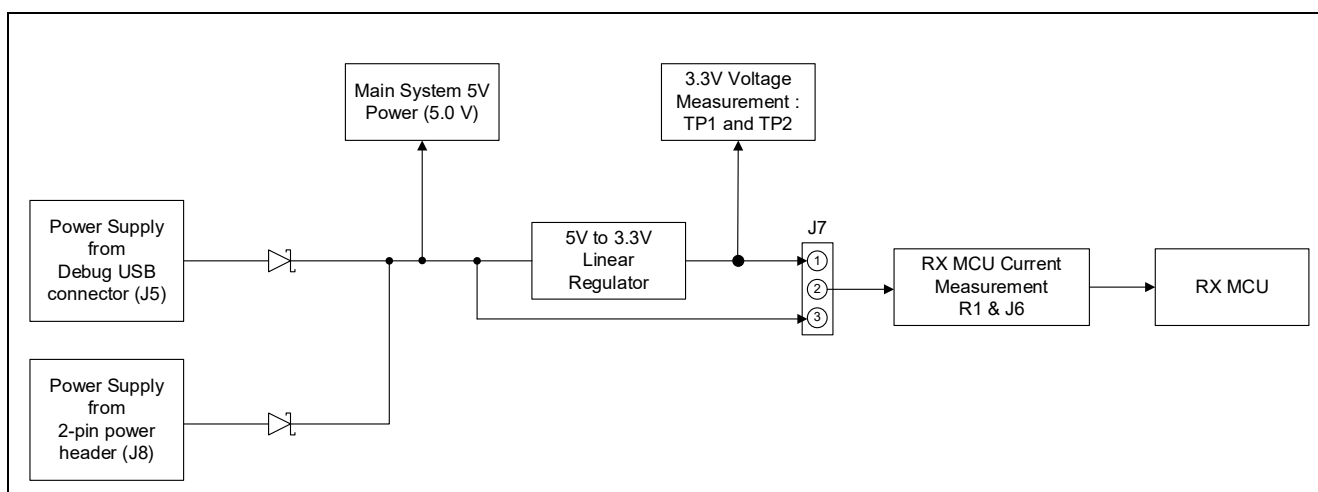 Main System 5V
Power (5.0 V)
3.3V Voltage
Measurement :
TP1 and TP2
Power Supply
from
Debug USB
connector (J5)
5V to 3.3V
Linear
Regulator
J7
1
2
3
RX MCU Current
Measurement
R1 & J6
RX MCU
Power Supply
from
2-pin power
header (J8)